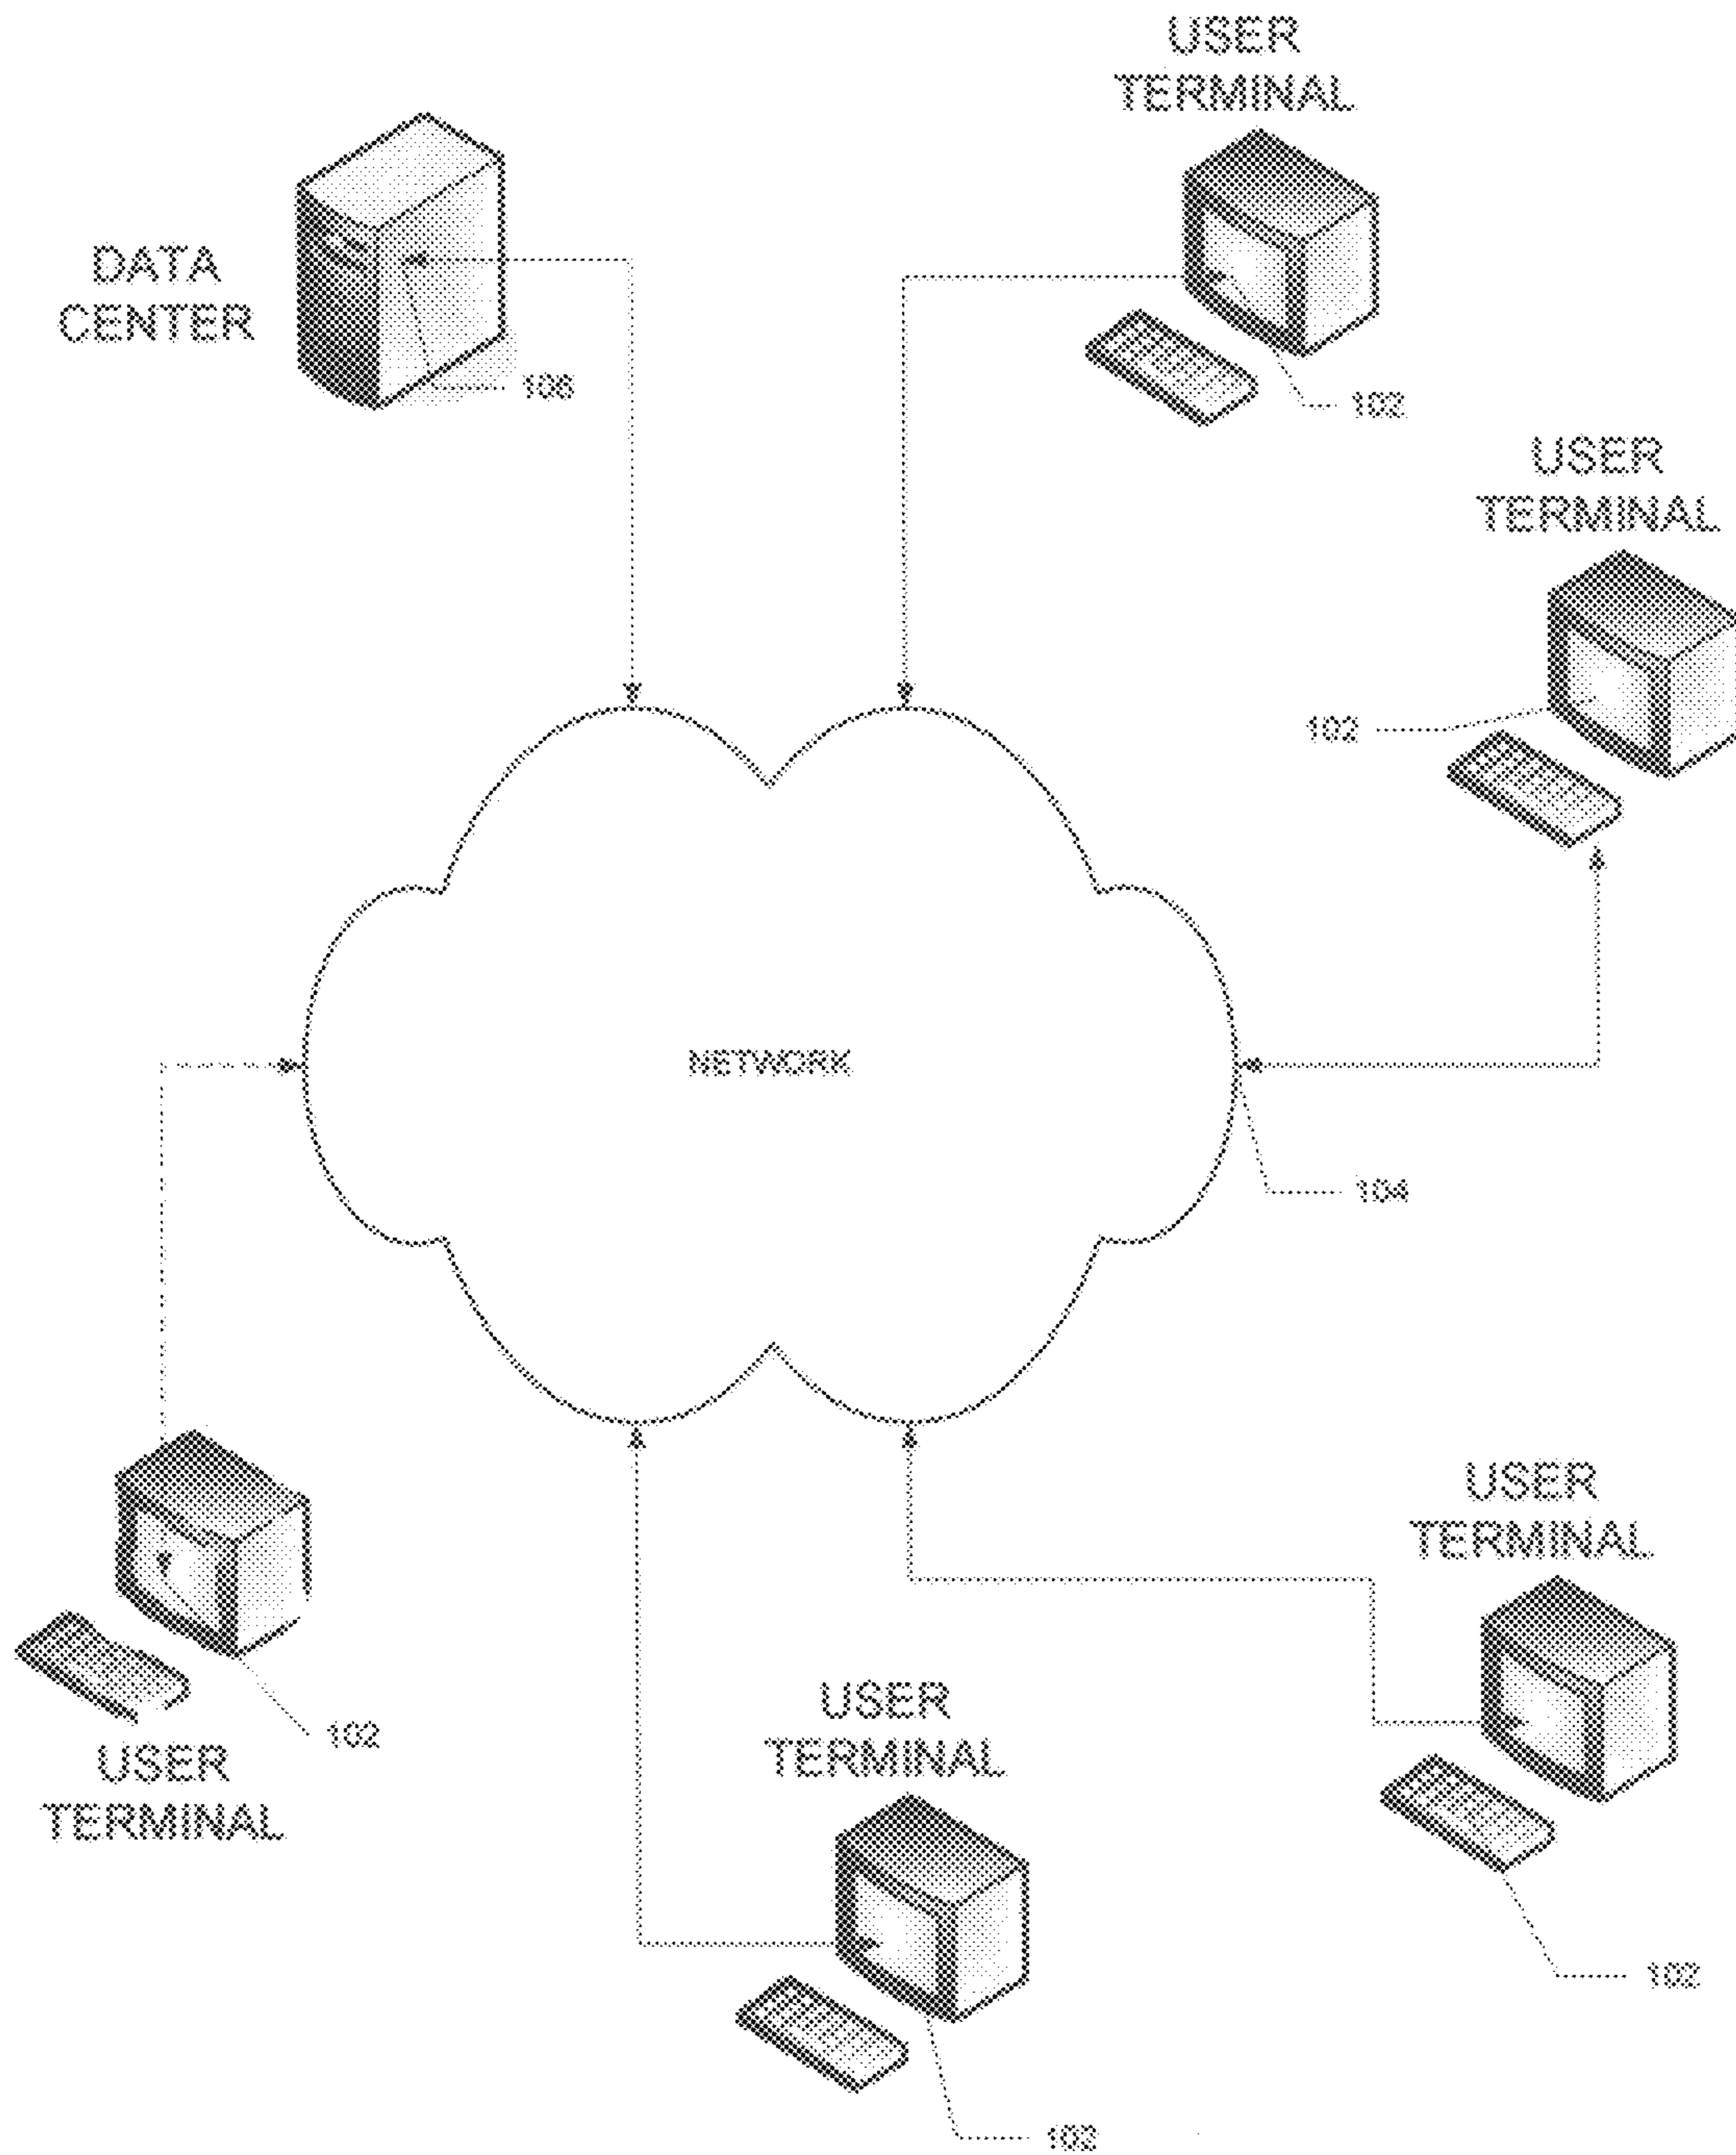 USER
TERMINAL
DATA
CENTER
106
102
USER
TERMINAL
102
NETWORK
104
USER
TERMINAL
102
USER
TERMINAL
USER
TERMINAL
102
102